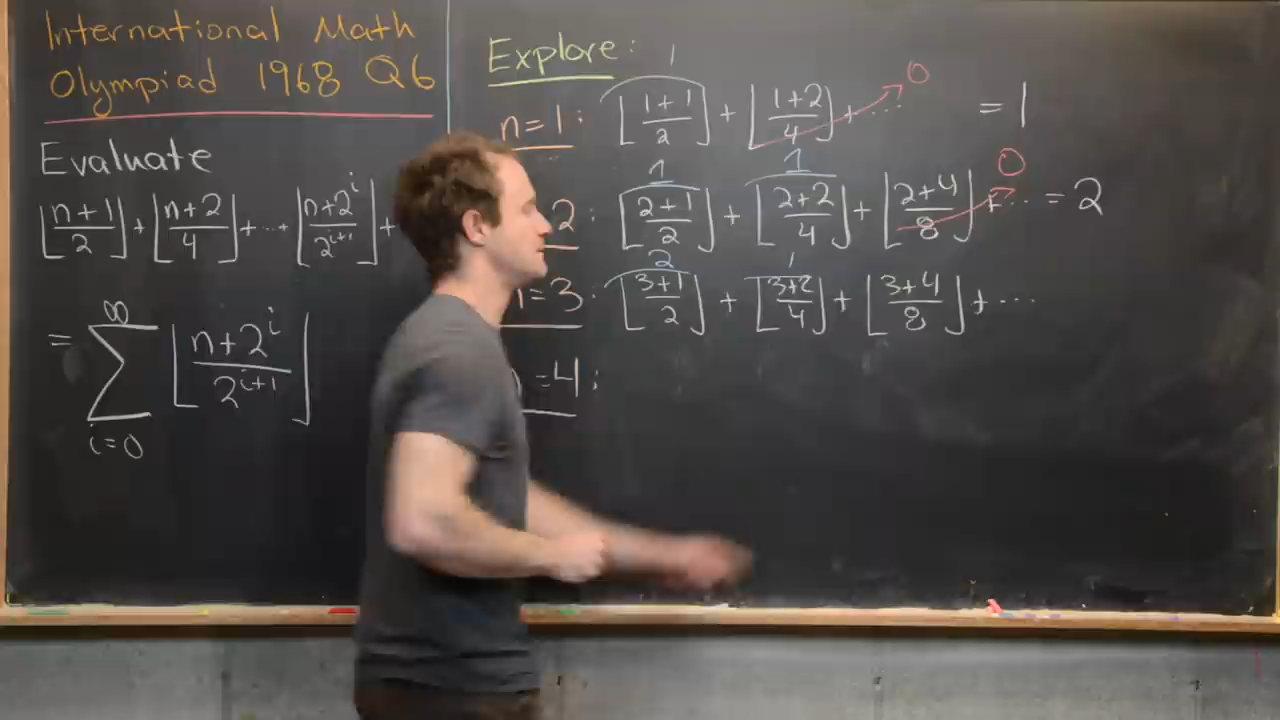 International Math
Olympiad 1968 Q6
Evaluate
⌊(n+1)/2⌋ + ⌊(n+2)/4⌋ + ··· + ⌊(n+2^i)/2^{i+1}⌋ +
= ∑_{i=0}^{∞} ⌊(n+2^i)/2^{i+1}⌋
Explore:
1
n=1: ⌊(1+1)/2⌋ + ⌊(1+2)/4⌋ + ··· 0 = 1
1 1 0
2: ⌊(2+1)/2⌋ + ⌊(2+2)/4⌋ + ⌊(2+4)/8⌋ + ··· = 2
2 1
n=3: ⌊(3+1)/2⌋ + ⌊(3+2)/4⌋ + ⌊(3+4)/8⌋ + ···
n=4: